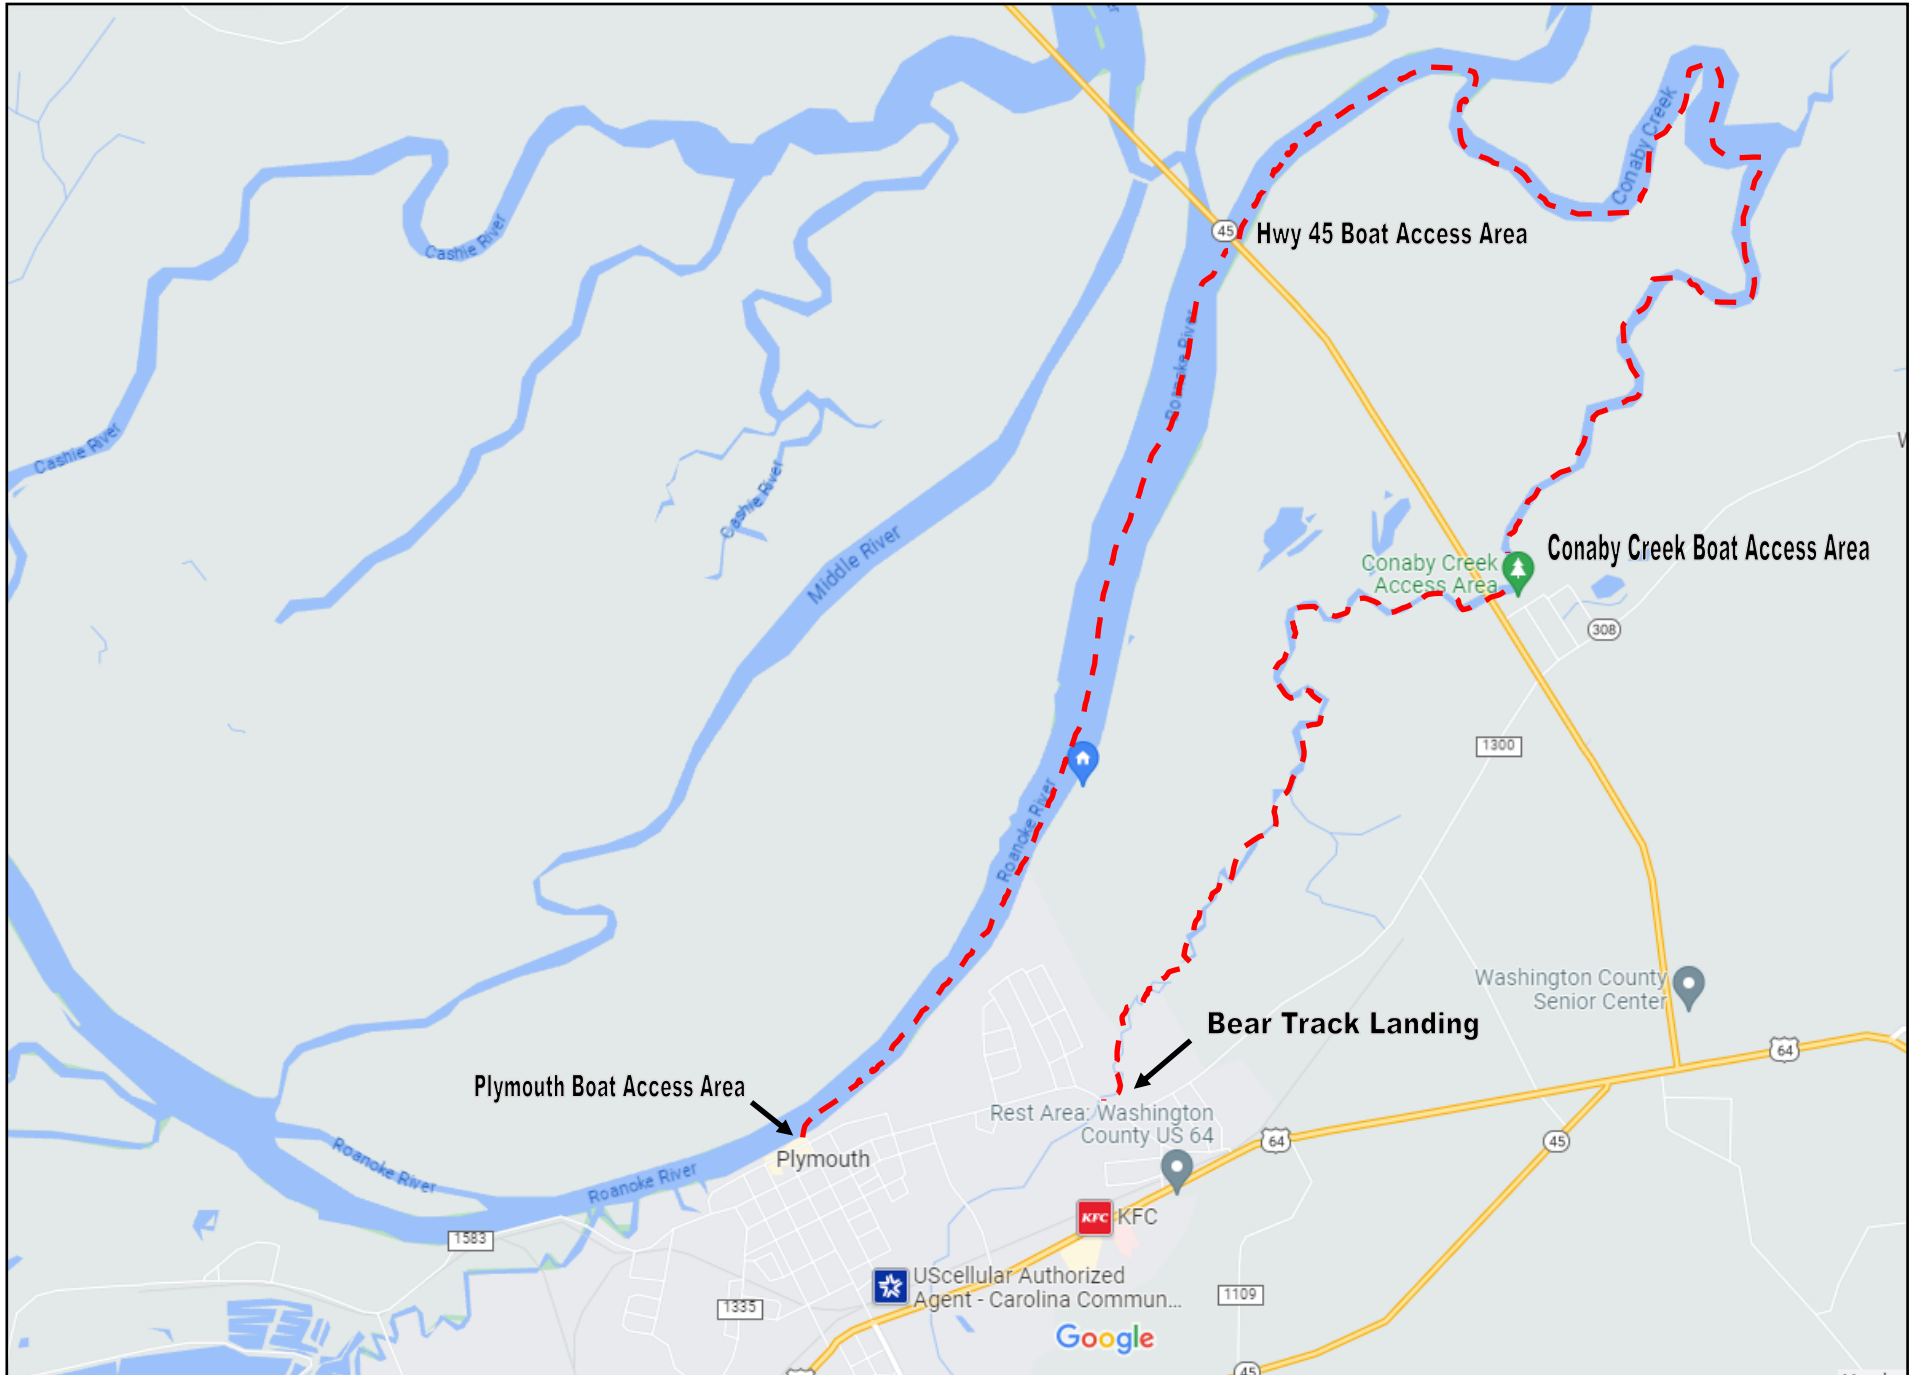 Conaby Creek
45
Hwy 45 Boat Access Area
Cashie River
Roanoke River
Cashie River
Cashie River
Middle River
Conaby Creek
Access Area
Conaby Creek Boat Access Area
308
1300
Roanoke River
Washington County
Senior Center
Bear Track Landing
64
Plymouth Boat Access Area
Rest Area: Washington
County US 64
64
45
Plymouth
Roanoke River
Roanoke River
KFC
KFC
1583
UScellular Authorized
Agent - Carolina Commun...
1335
1109
Google
45